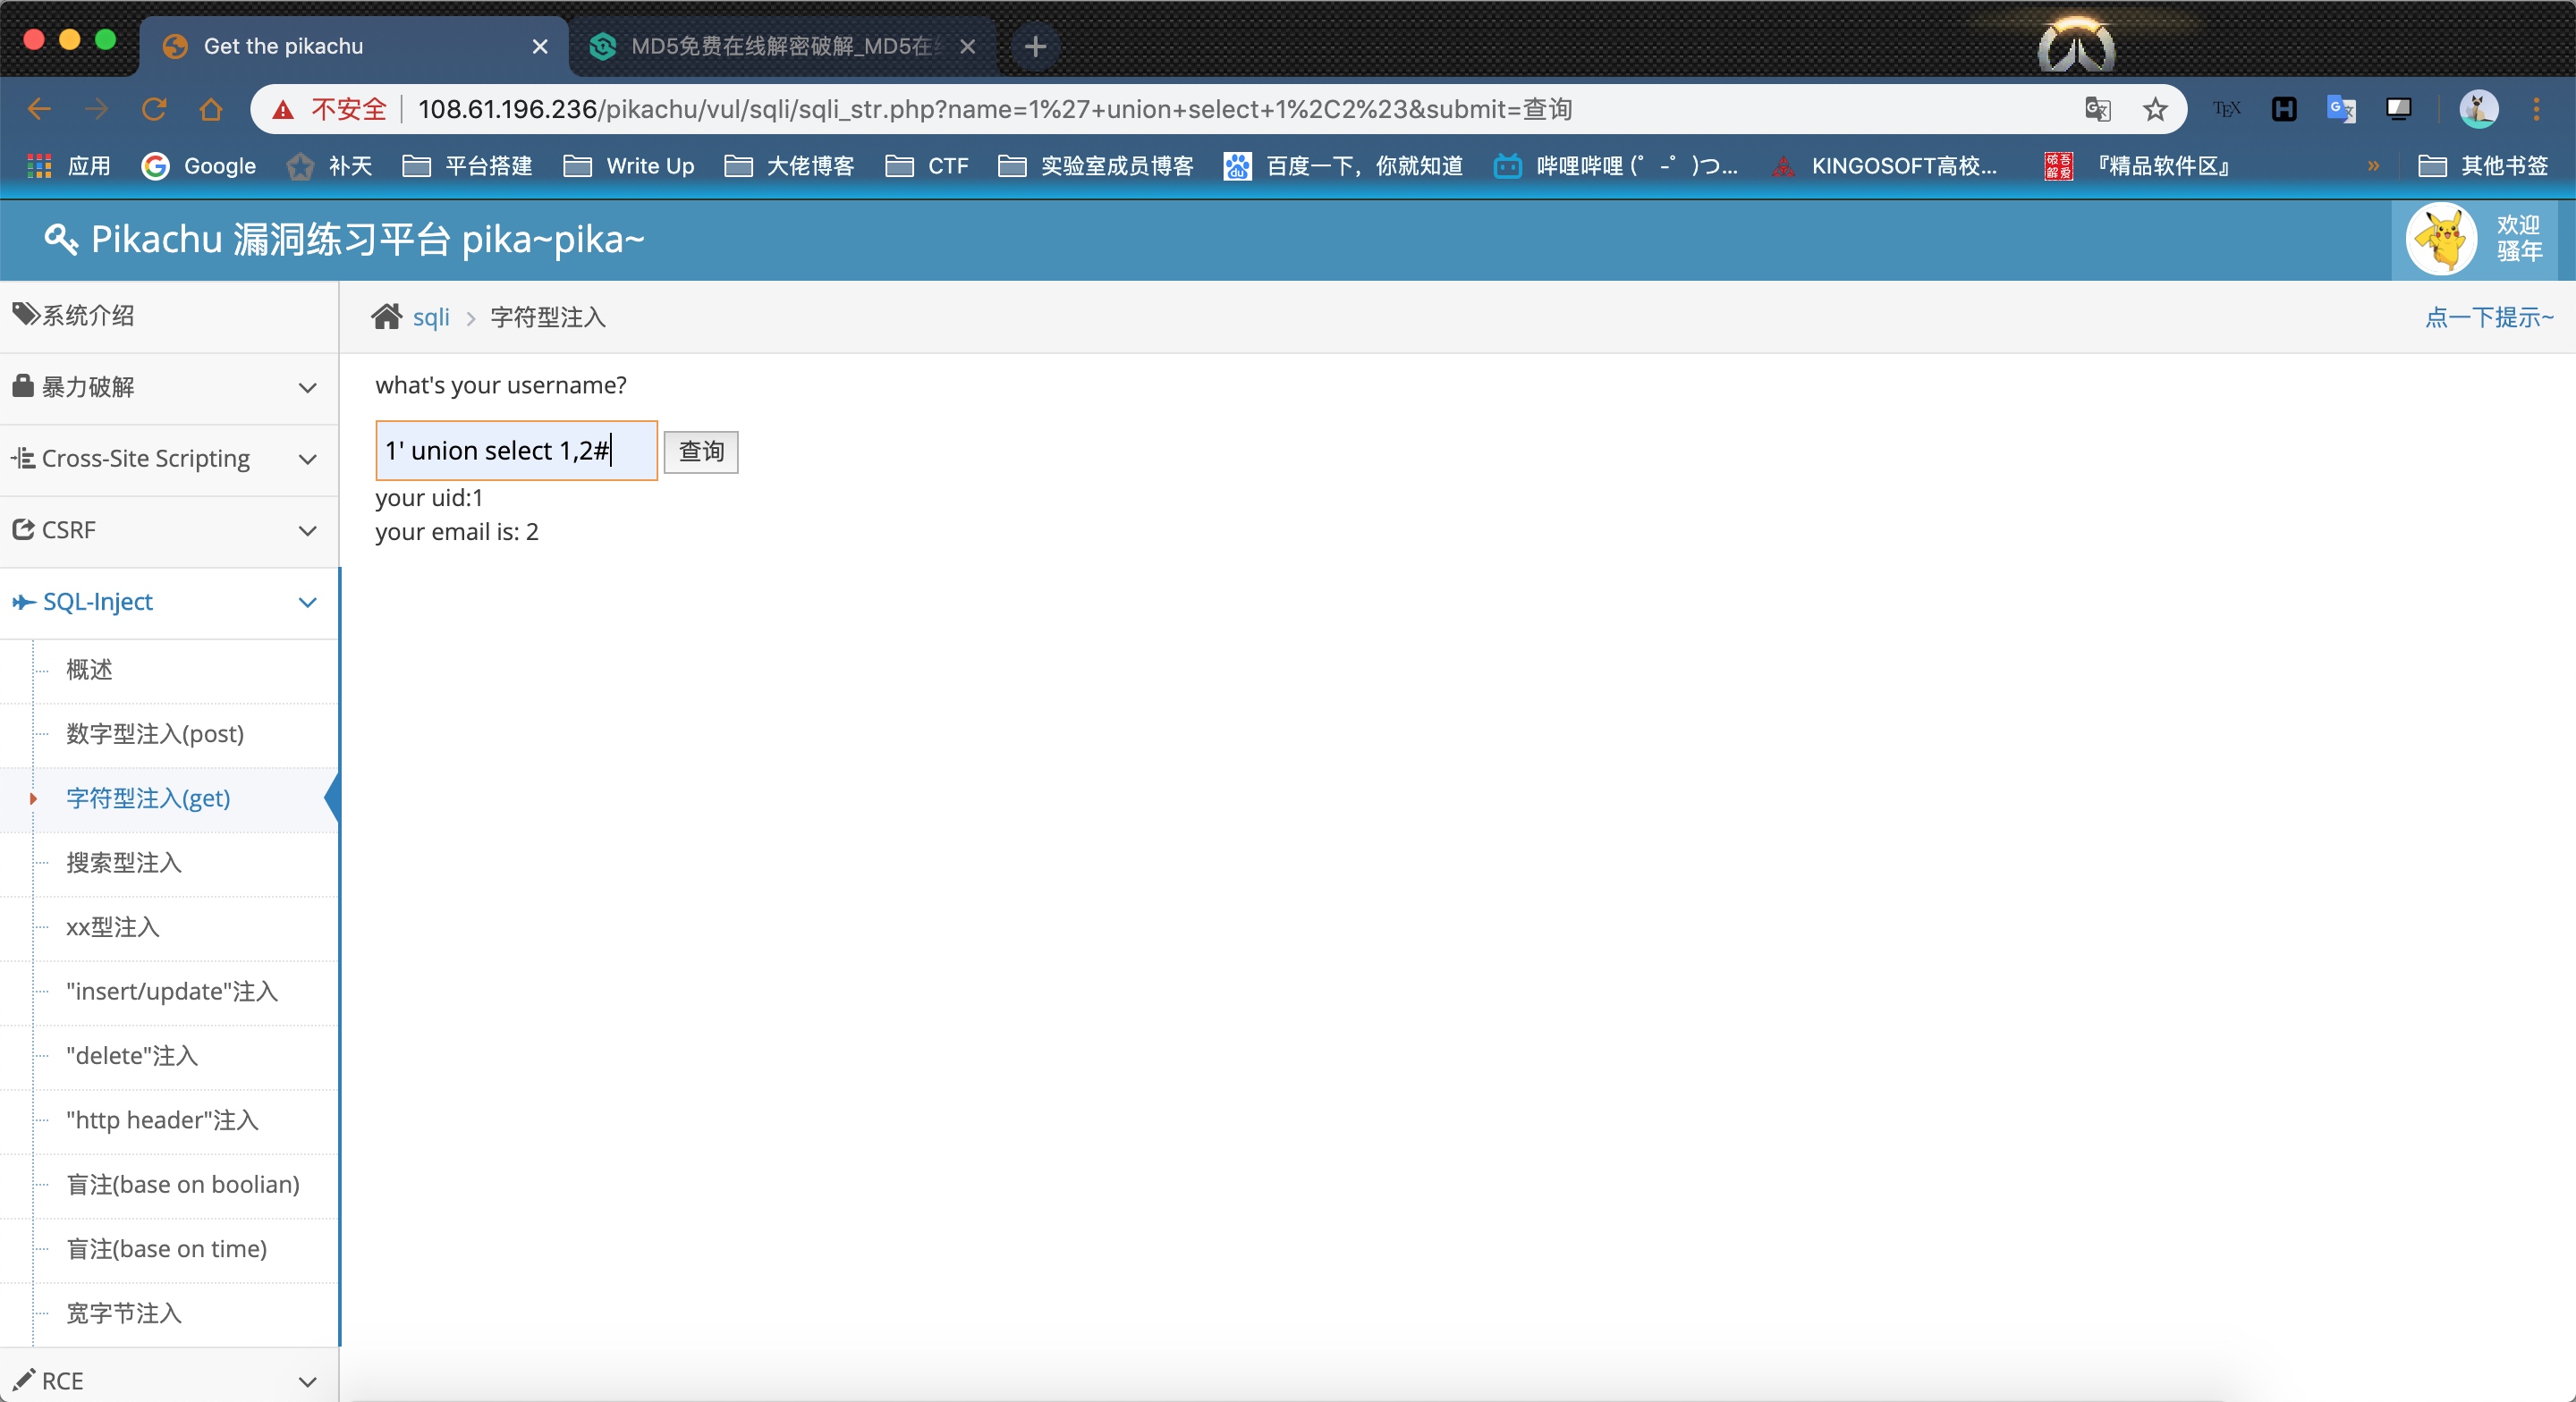 Get the pikachu
MD5免费在线解密破解_MD5在
不安全 108.61.196.236/pikachu/vul/sqli/sqli_str.php?name=1%27+union+select+1%2C2%23&submit=查询
应用 Google 补天 平台搭建 Write Up 大佬博客 CTF 实验室成员博客 百度一下，你就知道 哔哩哔哩 (゜-゜)つ... KINGOSOFT高校... 『精品软件区』 » 其他书签
Pikachu 漏洞练习平台 pika~pika~
欢迎
骚年
系统介绍
sqli > 字符型注入
点一下提示~
暴力破解
Cross-Site Scripting
CSRF
SQL-Inject
概述
数字型注入(post)
字符型注入(get)
搜索型注入
xx型注入
"insert/update"注入
"delete"注入
"http header"注入
盲注(base on boolian)
盲注(base on time)
宽字节注入
RCE
what's your username?
1' union select 1,2#
查询
your uid:1
your email is: 2